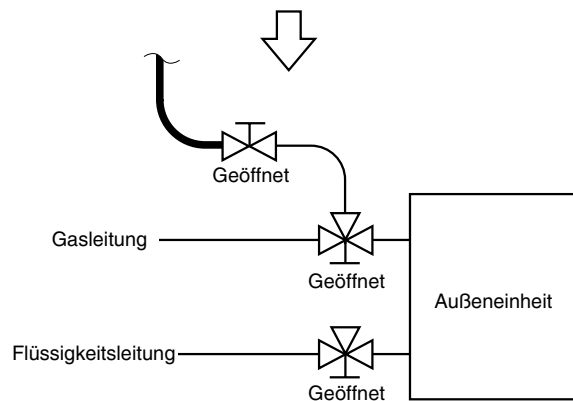 Geöffnet
Gasleitung
Geöffnet
Außeneinheit
Flüssigkeitsleitung
Geöffnet